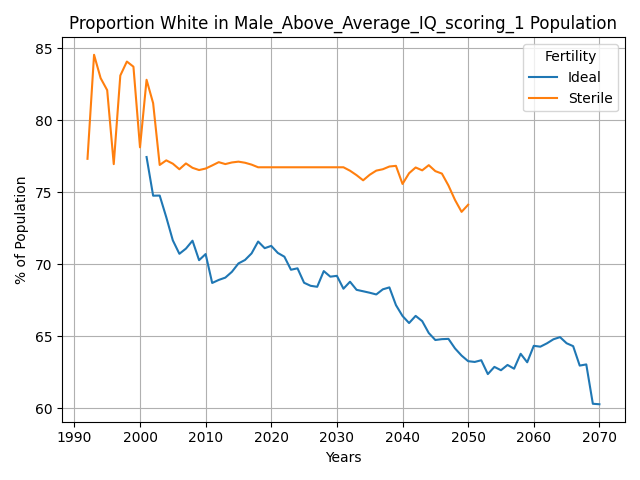 Proportion White in Male_Above_Average_IQ_scoring_1 Population
% of Population
85
80
75
70
65
60
Fertility
Ideal
Sterile
1990 2000 2010 2020 2030 2040 2050 2060 2070
Years